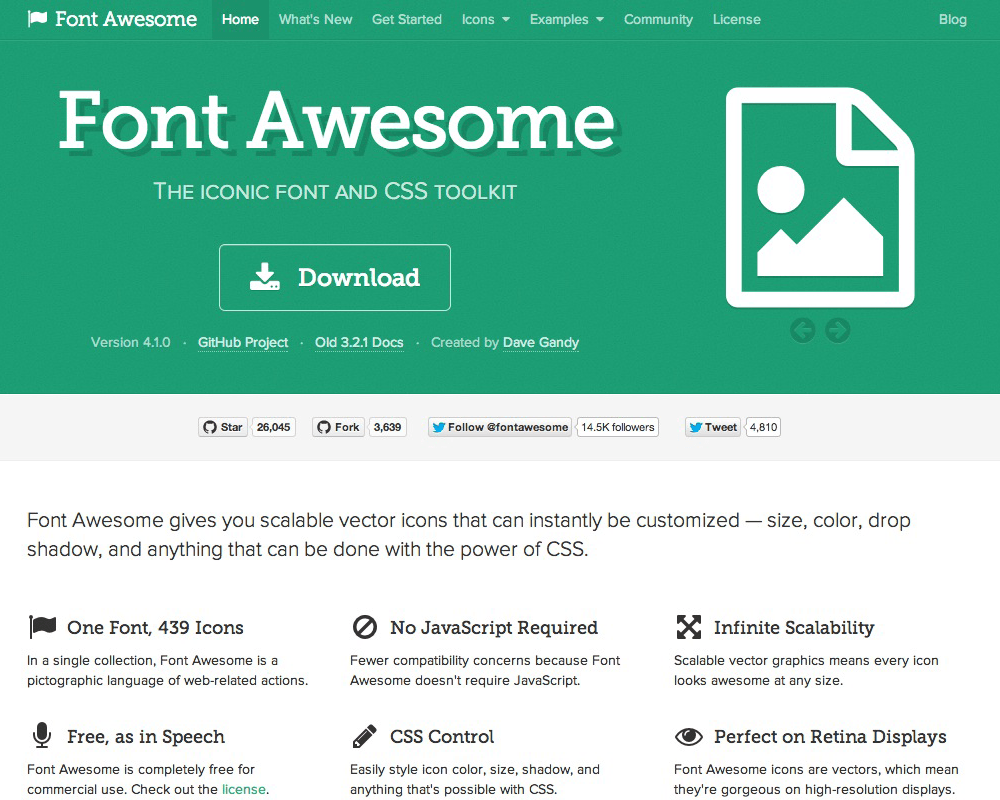 Font Awesome Home What's New Get Started Icons Examples Community License Blog
Font Awesome
The iconic font and CSS toolkit
Download
Version 4.1.0 · GitHub Project · Old 3.2.1 Docs · Created by Dave Gandy
Star 26,045 Fork 3,639 Follow @fontawesome 14.5K followers Tweet 4,810
Font Awesome gives you scalable vector icons that can instantly be customized — size, color, drop
shadow, and anything that can be done with the power of CSS.
One Font, 439 Icons
In a single collection, Font Awesome is a
pictographic language of web-related actions.
No JavaScript Required
Fewer compatibility concerns because Font
Awesome doesn't require JavaScript.
Infinite Scalability
Scalable vector graphics means every icon
looks awesome at any size.
Free, as in Speech
Font Awesome is completely free for
commercial use. Check out the license.
CSS Control
Easily style icon color, size, shadow, and
anything that's possible with CSS.
Perfect on Retina Displays
Font Awesome icons are vectors, which mean
they're gorgeous on high-resolution displays.